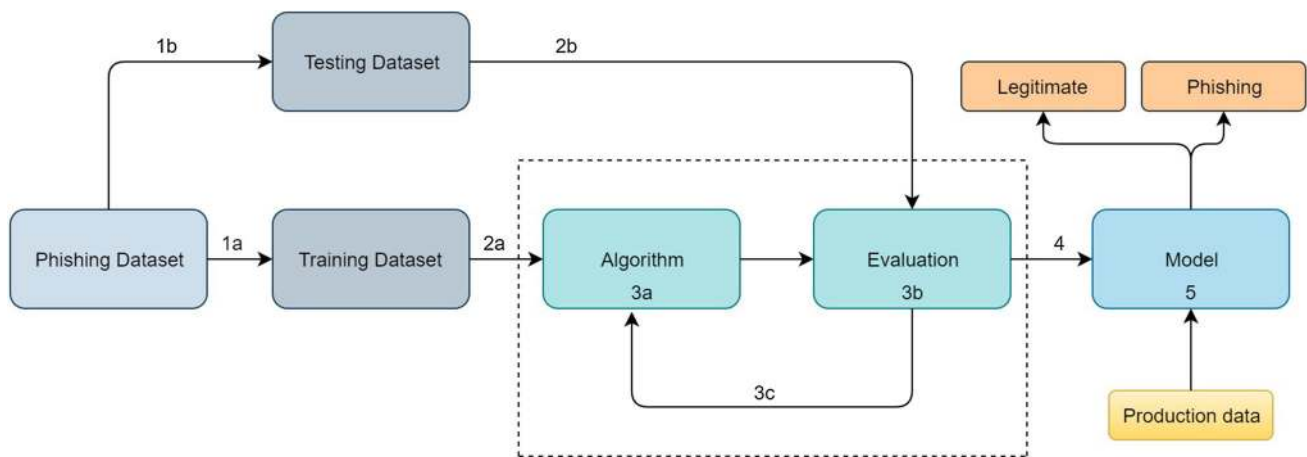 1b
Testing Dataset
2b
Legitimate
Phishing
Phishing Dataset
1a
Training Dataset
2a
Algorithm
3a
Evaluation
3b
4
Model
5
3c
Production data